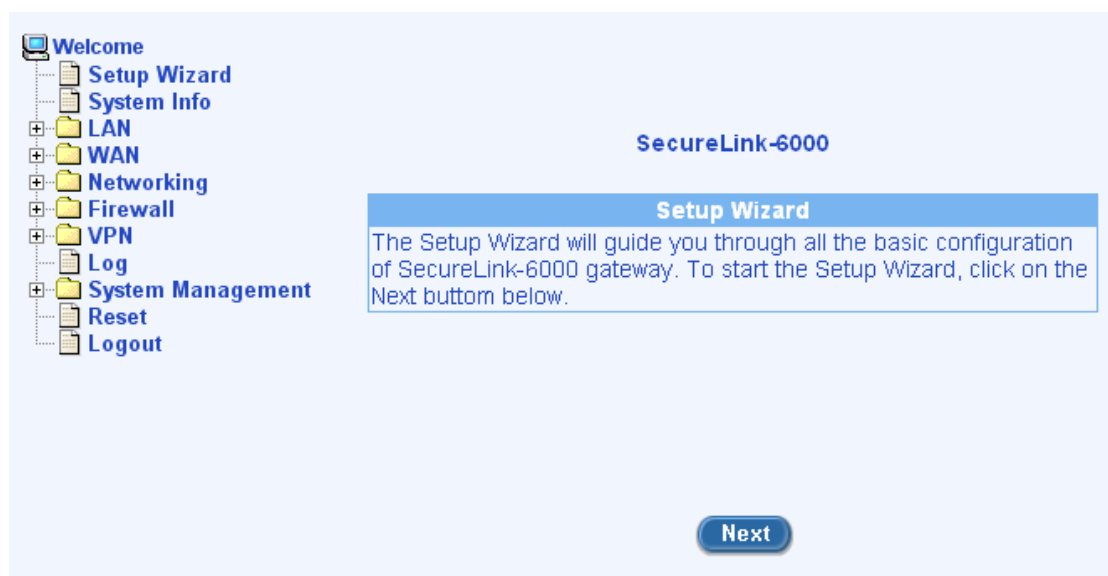 Welcome
Setup Wizard
System Info
LAN
WAN
Networking
Firewall
VPN
Log
System Management
Reset
Logout
SecureLink-6000
Setup Wizard
The Setup Wizard will guide you through all the basic configuration
of SecureLink-6000 gateway. To start the Setup Wizard, click on the
Next buttom below.
Next